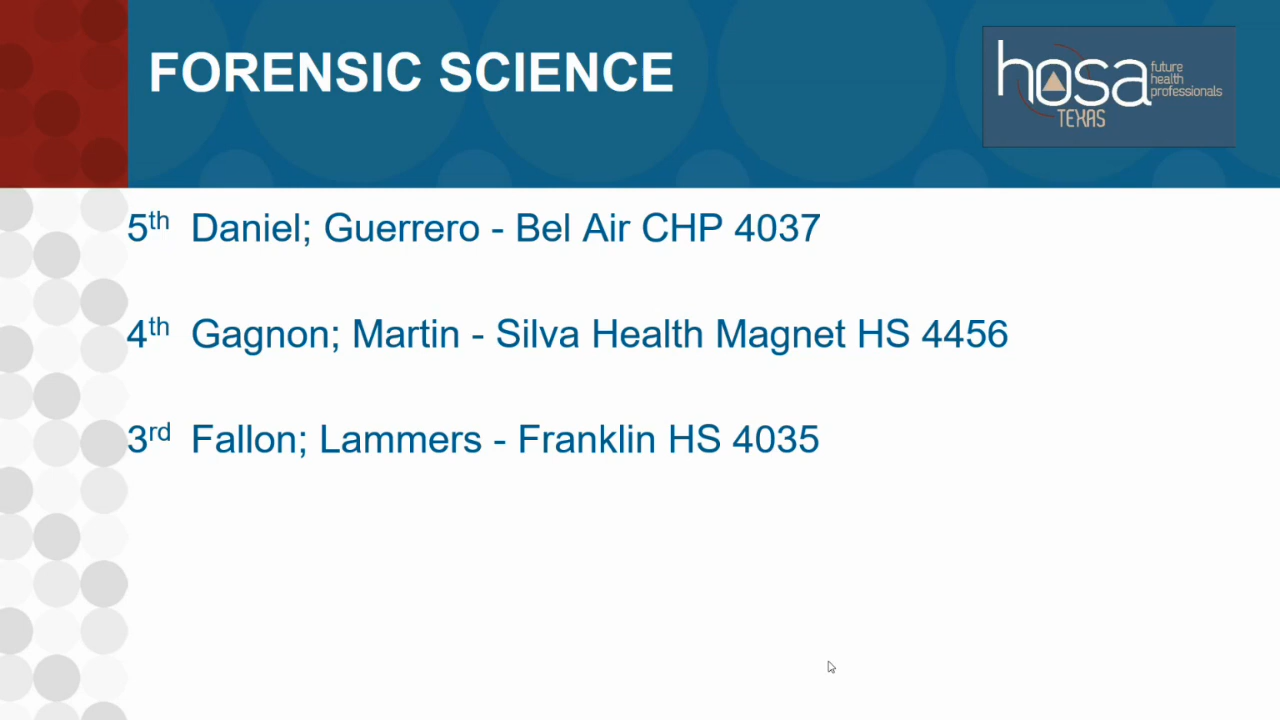 FORENSIC SCIENCE
hosa
future
health
professionals
TEXAS
5th Daniel; Guerrero - Bel Air CHP 4037
4th Gagnon; Martin - Silva Health Magnet HS 4456
3rd Fallon; Lammers - Franklin HS 4035